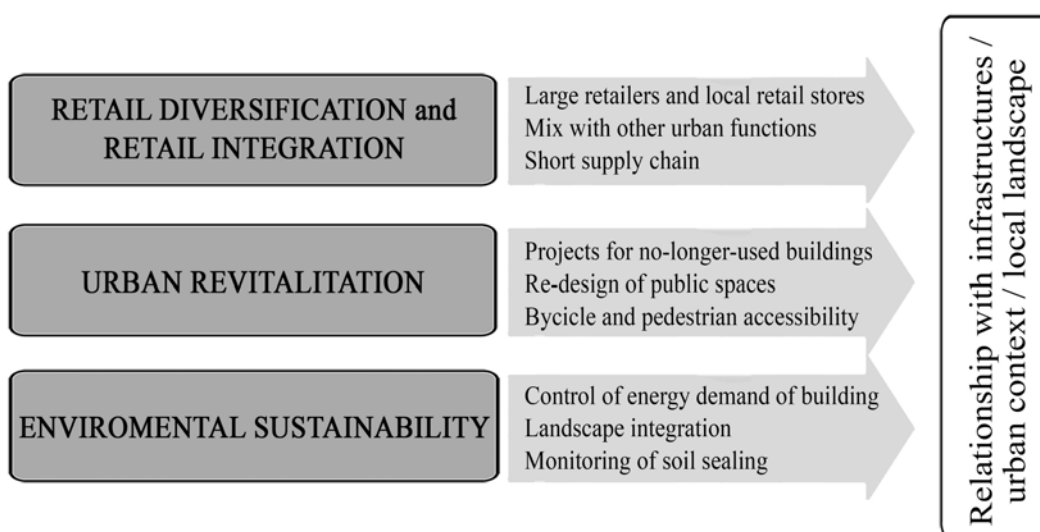 RETAIL DIVERSIFICATION and
RETAIL INTEGRATION
Large retailers and local retail stores
Mix with other urban functions
Short supply chain
URBAN REVITALITATION
Projects for no-longer-used buildings
Re-design of public spaces
Bycicle and pedestrian accessibility
ENVIROMENTAL SUSTAINABILITY
Control of energy demand of building
Landscape integration
Monitoring of soil sealing
Relationship with infrastructures /
urban context / local landscape